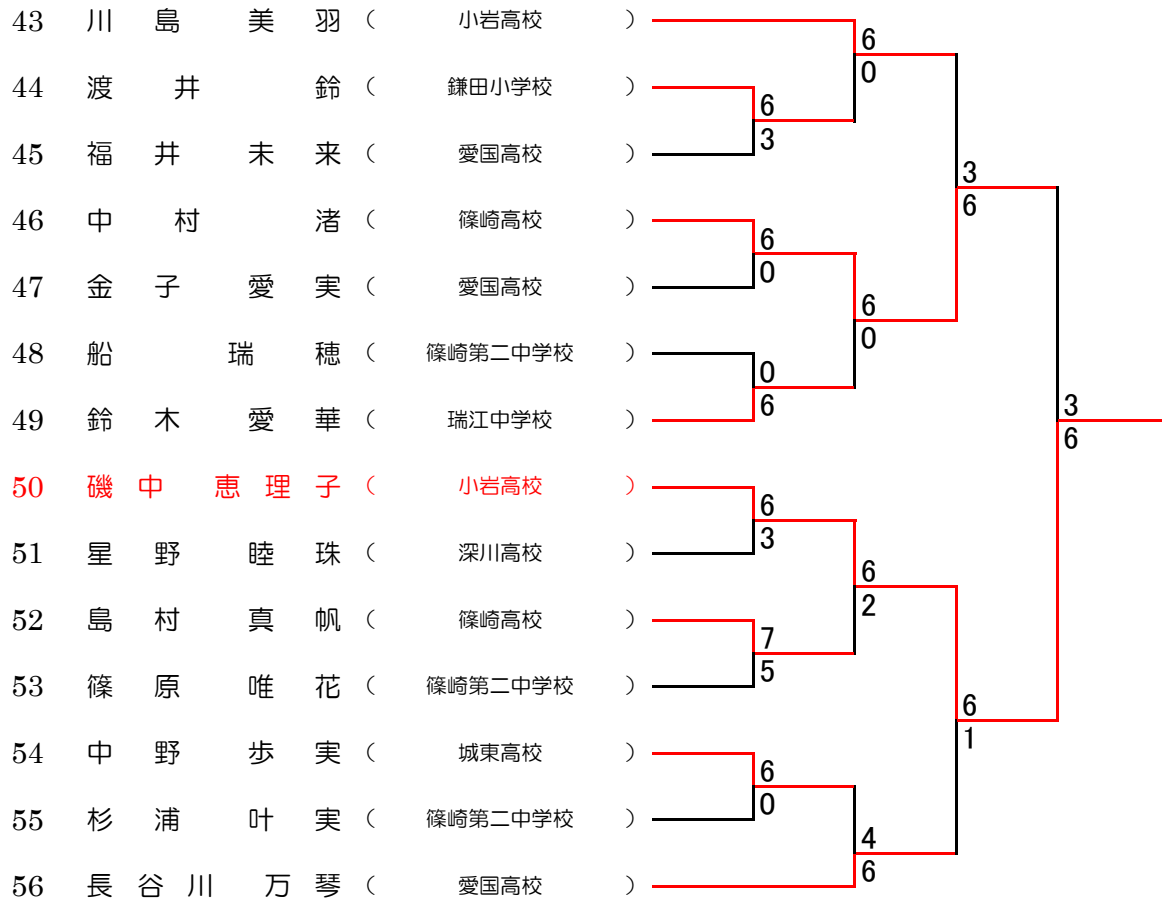 43 川島 美羽 ( 小岩高校 )
6
0
44 渡井 鈴 ( 鎌田小学校 )
6
3
45 福井 未来 ( 愛国高校 )
3
6
46 中村 渚 ( 篠崎高校 )
6
0
47 金子 愛実 ( 愛国高校 )
6
0
48 船 瑞穂 ( 篠崎第二中学校 )
0
6
49 鈴木 愛華 ( 瑞江中学校 )
3
6
50 磯中 恵理子 ( 小岩高校 )
6
3
51 星野 睦珠 ( 深川高校 )
6
2
52 島村 真帆 ( 篠崎高校 )
7
5
53 篠原 唯花 ( 篠崎第二中学校 )
6
1
54 中野 歩実 ( 城東高校 )
6
0
55 杉浦 叶実 ( 篠崎第二中学校 )
4
6
56 長谷川 万琴 ( 愛国高校 )